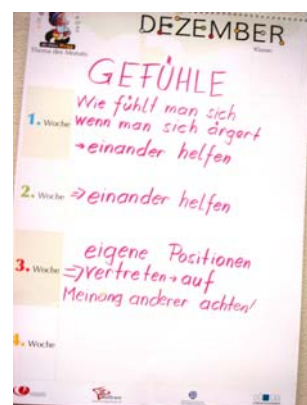 DEZEMBER
Thema des Monats
Klasse
GEFÜHLE
Wie fühlt man sich
1. Woche wenn man sich ärgert
→einander helfen
2. Woche ⇒einander helfen
eigene Positionen
3. Woche ⇒vertreten→auf
Meinong anderer achten!
4. Woche